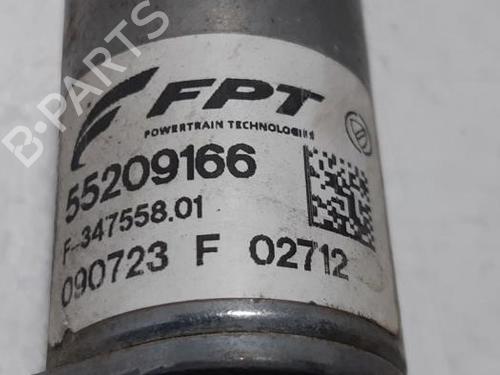 B-PARTS
FPT
POWERTRAIN TECHNOLOGIES
55209166
F-347558.01
090723 F 02712